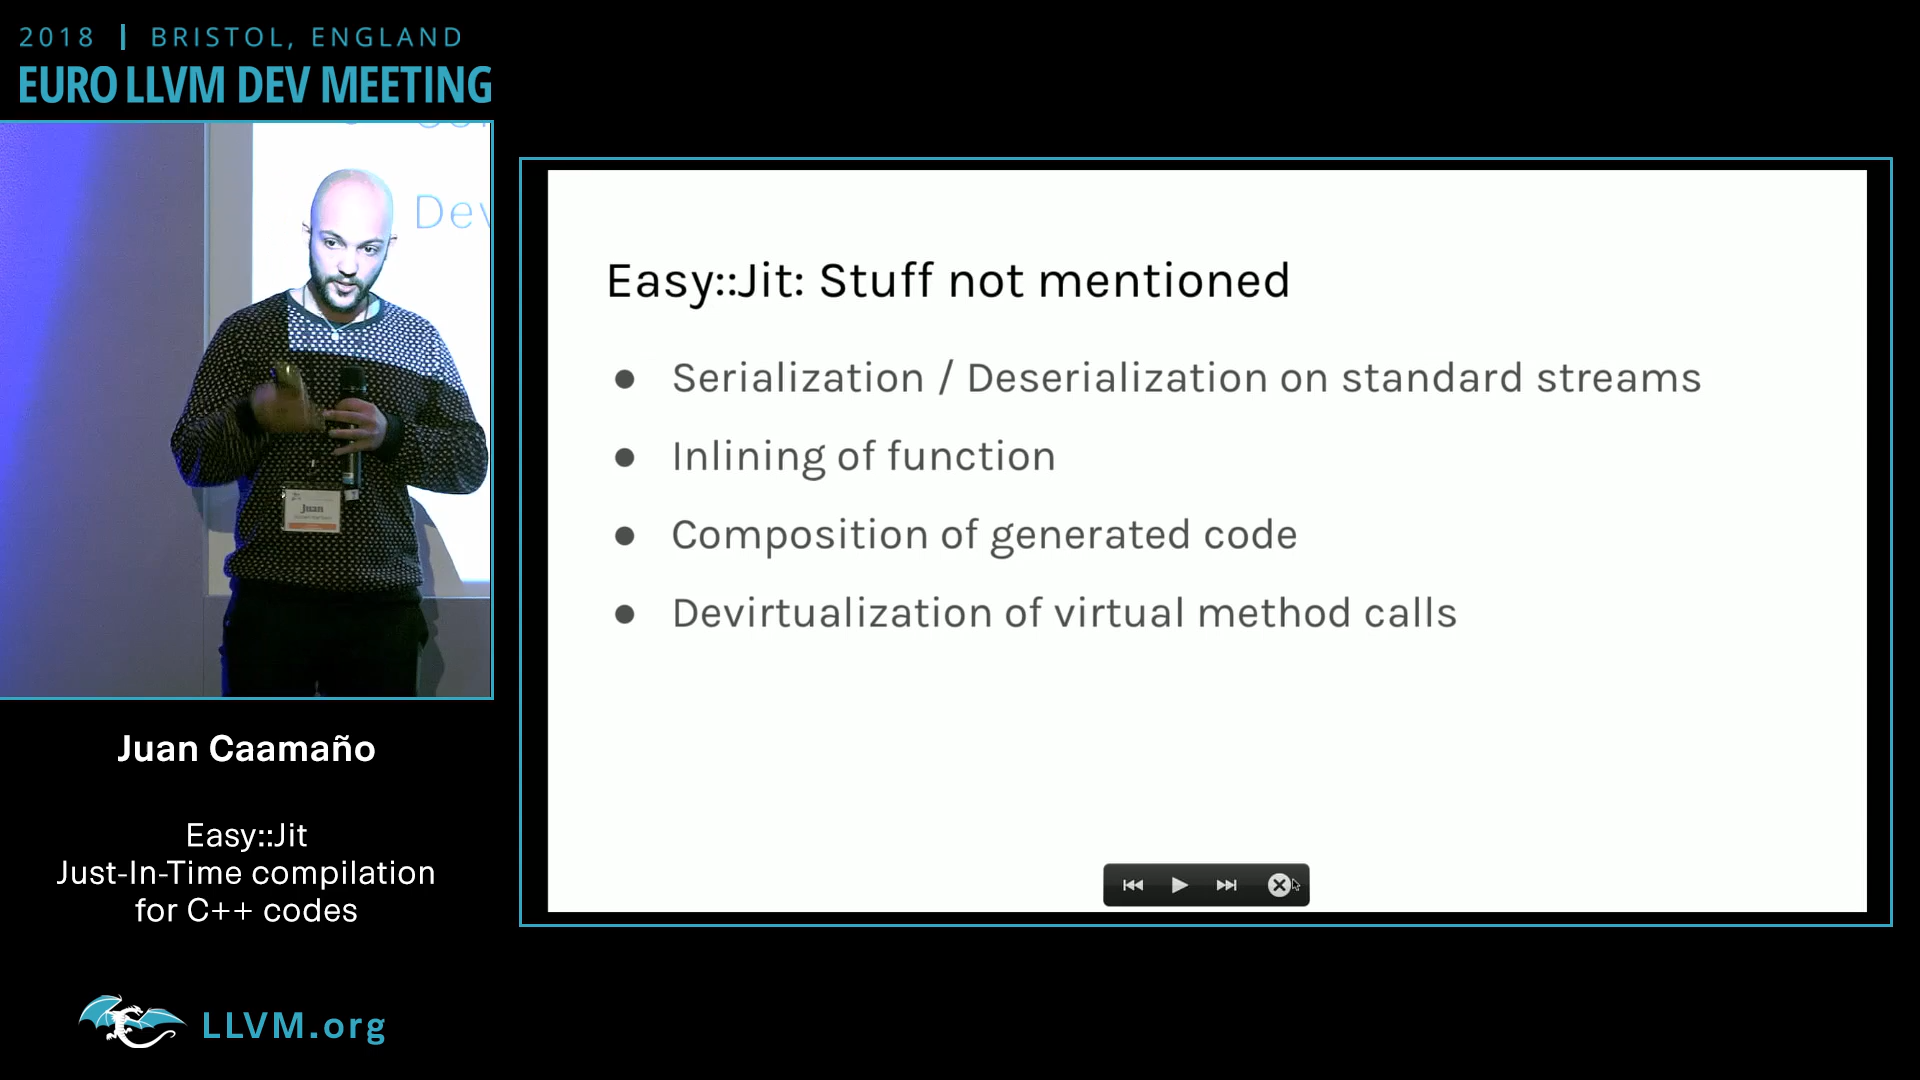 2018 | BRISTOL, ENGLAND
EURO LLVM DEV MEETING
Dev
Juan
Juan Caamaño
Easy::Jit
Just-In-Time compilation
for C++ codes
LLVM.org
Easy::Jit: Stuff not mentioned
● Serialization / Deserialization on standard streams
● Inlining of function
● Composition of generated code
● Devirtualization of virtual method calls